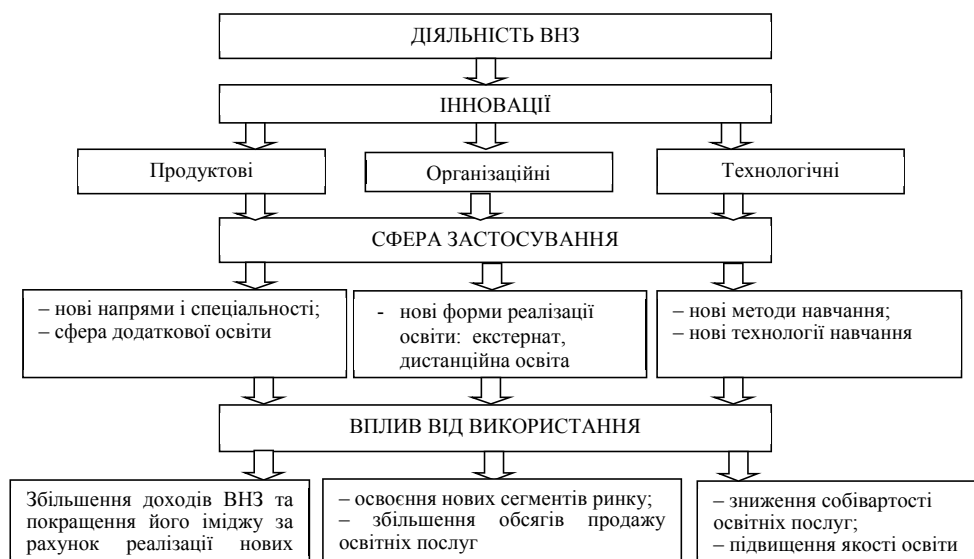 ДІЯЛЬНІСТЬ ВНЗ
ІННОВАЦІЇ
Продуктові
Організаційні
Технологічні
СФЕРА ЗАСТОСУВАННЯ
– нові напрями і спеціальності;
– сфера додаткової освіти
- нові форми реалізації
освіти: екстернат,
дистанційна освіта
– нові методи навчання;
– нові технології навчання
ВПЛИВ ВІД ВИКОРИСТАННЯ
Збільшення доходів ВНЗ та
покращення його іміджу за
рахунок реалізації нових
– освоєння нових сегментів ринку;
– збільшення обсягів продажу
освітніх послуг
– зниження собівартості
освітніх послуг;
– підвищення якості освіти